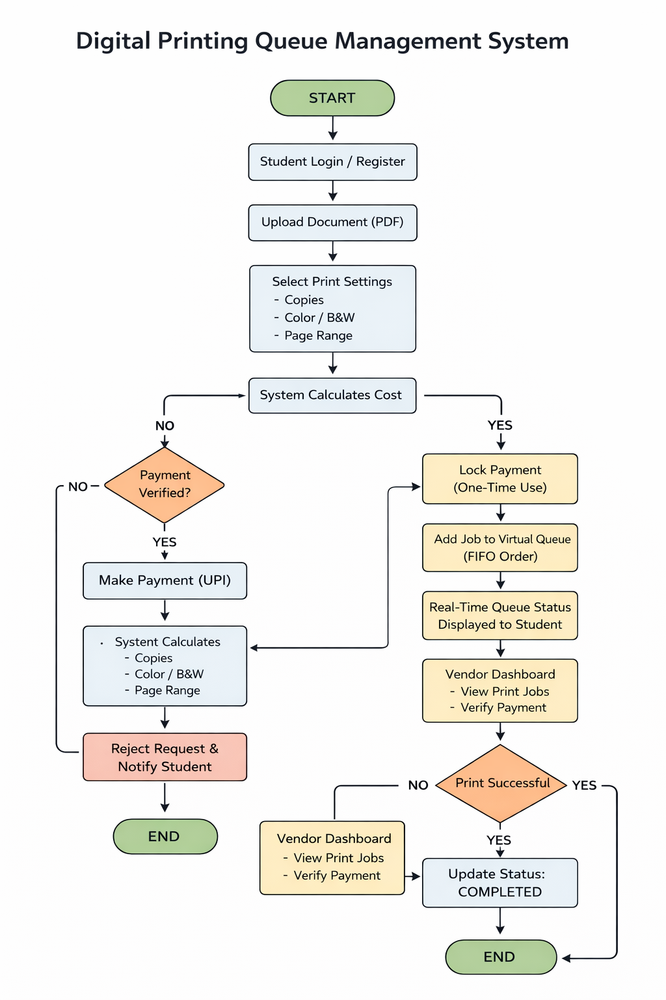 Digital Printing Queue Management System
START
Student Login / Register
Upload Document (PDF)
Select Print Settings
- Copies
- Color / B&W
- Page Range
System Calculates Cost
NO
YES
Payment
Verified?
NO
YES
Make Payment (UPI)
· Systent Calculates
- Copies
- Color / B&W
- Page Range
Reject Request &
Notify Student
END
Lock Payment
(One-Time Use)
Add Job to Virtual Queue
(FIFO Order)
Real-Time Queue Status
Displayed to Student
Vendor Dashboard
- View Print Jobs
- Verify Payment
Print Successful
NO
YES
YES
Vendor Dashboard
- View Print Jobs
- Verify Payment
Update Status:
COMPLETED
END